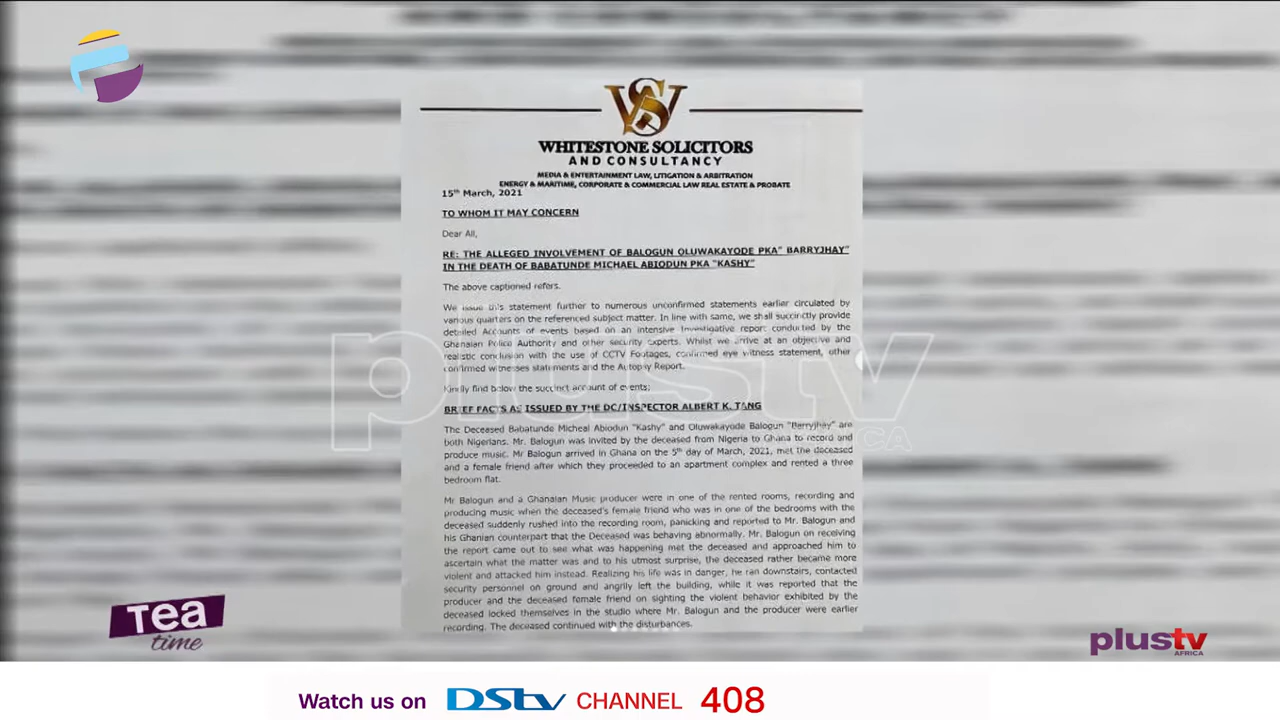 WHITESTONE SOLICITORS
AND CONSULTANCY
MEDIA & ENTERTAINMENT LAW, LITIGATION & ARBITRATION
ENERGY & MARITIME, CORPORATE & COMMERCIAL LAW REAL ESTATE & PROBATE
15th March, 2021
TO WHOM IT MAY CONCERN
Dear All,
RE: THE ALLEGED INVOLVEMENT OF BALOGUN OLUWAKAYODE PKA" BARRYJHAY"
IN THE DEATH OF BABATUNDE MICHAEL ABIODUN PKA "KASHY"
The above captioned refers.
We issue this statement further to numerous unconfirmed statements earlier circulated by
various quarters on the referenced subject matter. In line with same, we shall succinctly provide
detailed Accounts of events based on an intensive Investigative report conducted by the
Ghanaian Police Authority and other security experts. Whilst we arrive at an objective and
realistic conclusion with the use of CCTV Footages, confirmed eye witness statement, other
confirmed witnesses statements and the Autopsy Report.
Kindly find below the succinct account of events;
BRIEF FACTS AS ISSUED BY THE DC/INSPECTOR ALBERT K. TANG
The Deceased Babatunde Micheal Abiodun "Kashy" and Oluwakayode Balogun "Barryjhay" are
both Nigerians. Mr. Balogun was invited by the deceased from Nigeria to Ghana to record and
produce music. Mr Balogun arrived in Ghana on the 5th day of March, 2021, met the deceased
and a female friend after which they proceeded to an apartment complex and rented a three
bedroom flat.
Mr Balogun and a Ghanaian Music producer were in one of the rented rooms, recording and
producing music when the deceased's female friend who was in one of the bedrooms with the
deceased suddenly rushed into the recording room, panicking and reported to Mr. Balogun and
his Ghanian counterpart that the Deceased was behaving abnormally. Mr. Balogun on receiving
the report came out to see what was happening met the deceased and approached him to
ascertain what the matter was and to his utmost surprise, the deceased rather became more
violent and attacked him instead. Realizing his life was in danger, he ran downstairs, contacted
security personnel on ground and angrily left the building, while it was reported that the
producer and the deceased female friend on sighting the violent behavior exhibited by the
deceased locked themselves in the studio where Mr. Balogun and the producer were earlier
recording. The deceased continued with the disturbances.
plustv
AFRICA
Tea
time
plustv
AFRICA
Watch us on DStv CHANNEL 408